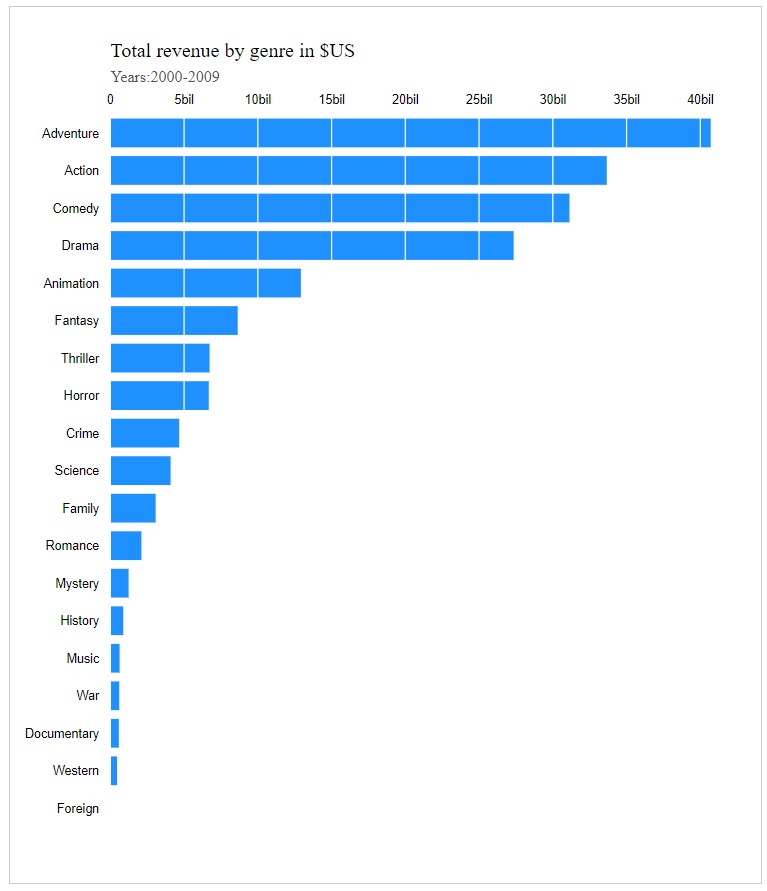 Total revenue by genre in $US
Years:2000-2009
0 5bil 10bil 15bil 20bil 25bil 30bil 35bil 40bil
Adventure
Action
Comedy
Drama
Animation
Fantasy
Thriller
Horror
Crime
Science
Family
Romance
Mystery
History
Music
War
Documentary
Western
Foreign